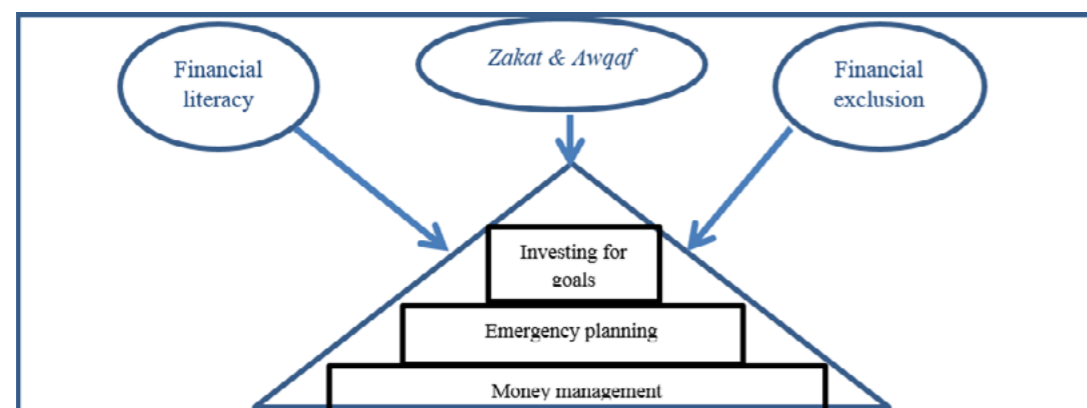 Financial
literacy
Zakat & Awqaf
Financial
exclusion
Investing for
goals
Emergency planning
Money management